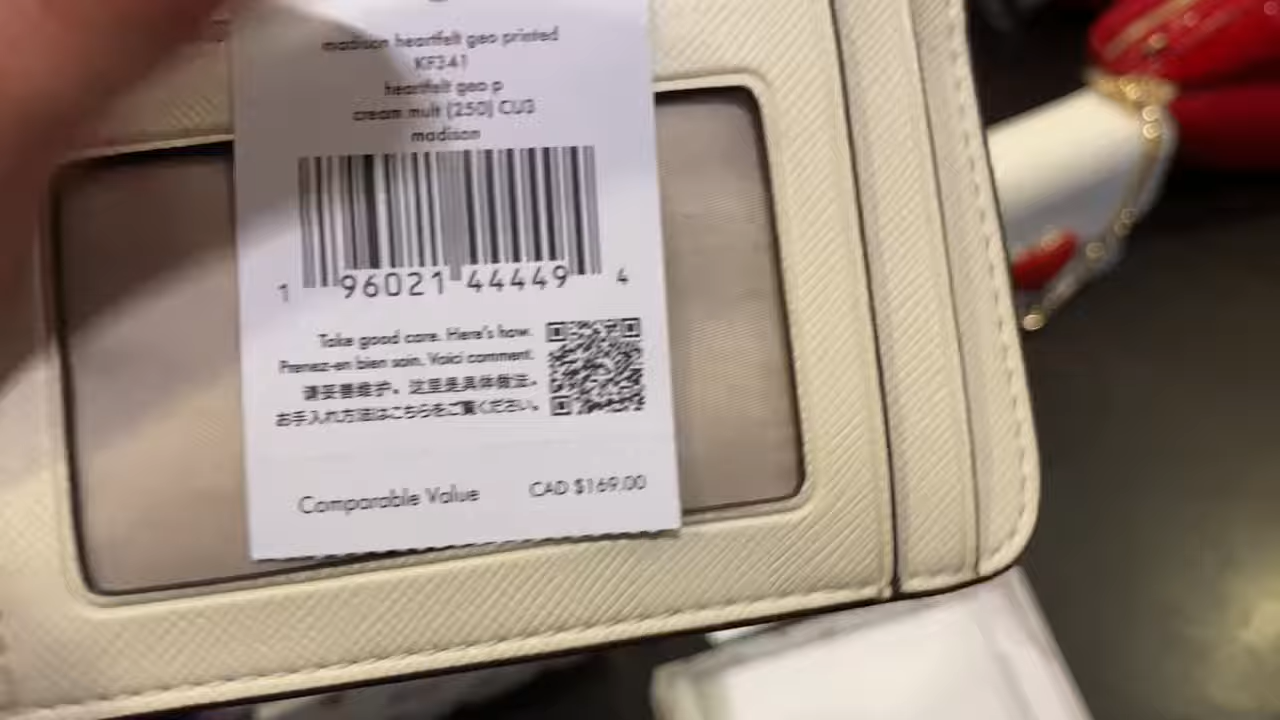 madison heartfelt geo printed
KF341
heartfelt geo p
cream mult (250) CU3
madison
1 96021 44449 4
Take good care. Here's how.
Prenez-en bien soin. Voici comment.
请妥善维护。这里是具体做法。
お手入れ方法はこちらをご覧ください。
Comparable Value CAD $169.00